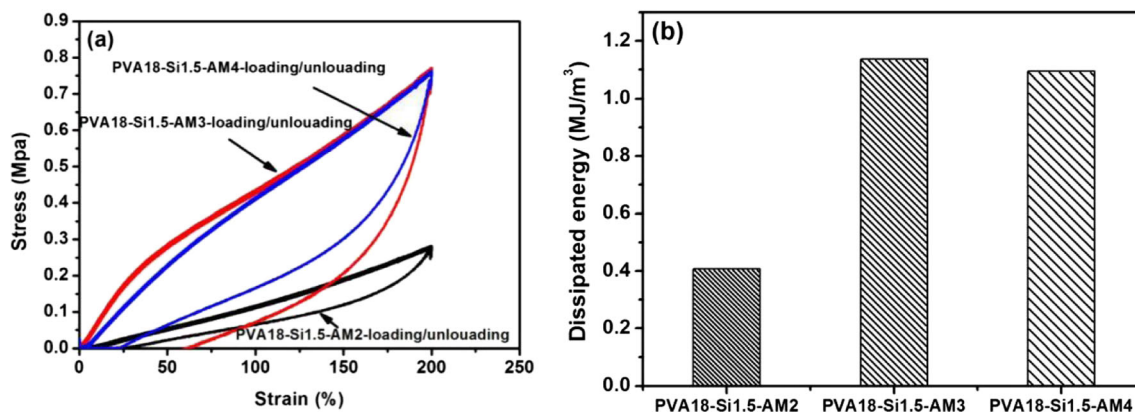 (a)
0.9
0.8
0.7
0.6
0.5
0.4
0.3
0.2
0.1
0.0
Stress (Mpa)
PVA18-Si1.5-AM4-loading/unlouading
PVA18-Si1.5-AM3-loading/unlouading
PVA18-Si1.5-AM2-loading/unlouading
0 50 100 150 200 250
Strain (%)
(b)
1.2
1.0
0.8
0.6
0.4
0.2
0.0
Dissipated energy (MJ/m³)
PVA18-Si1.5-AM2 PVA18-Si1.5-AM3 PVA18-Si1.5-AM4